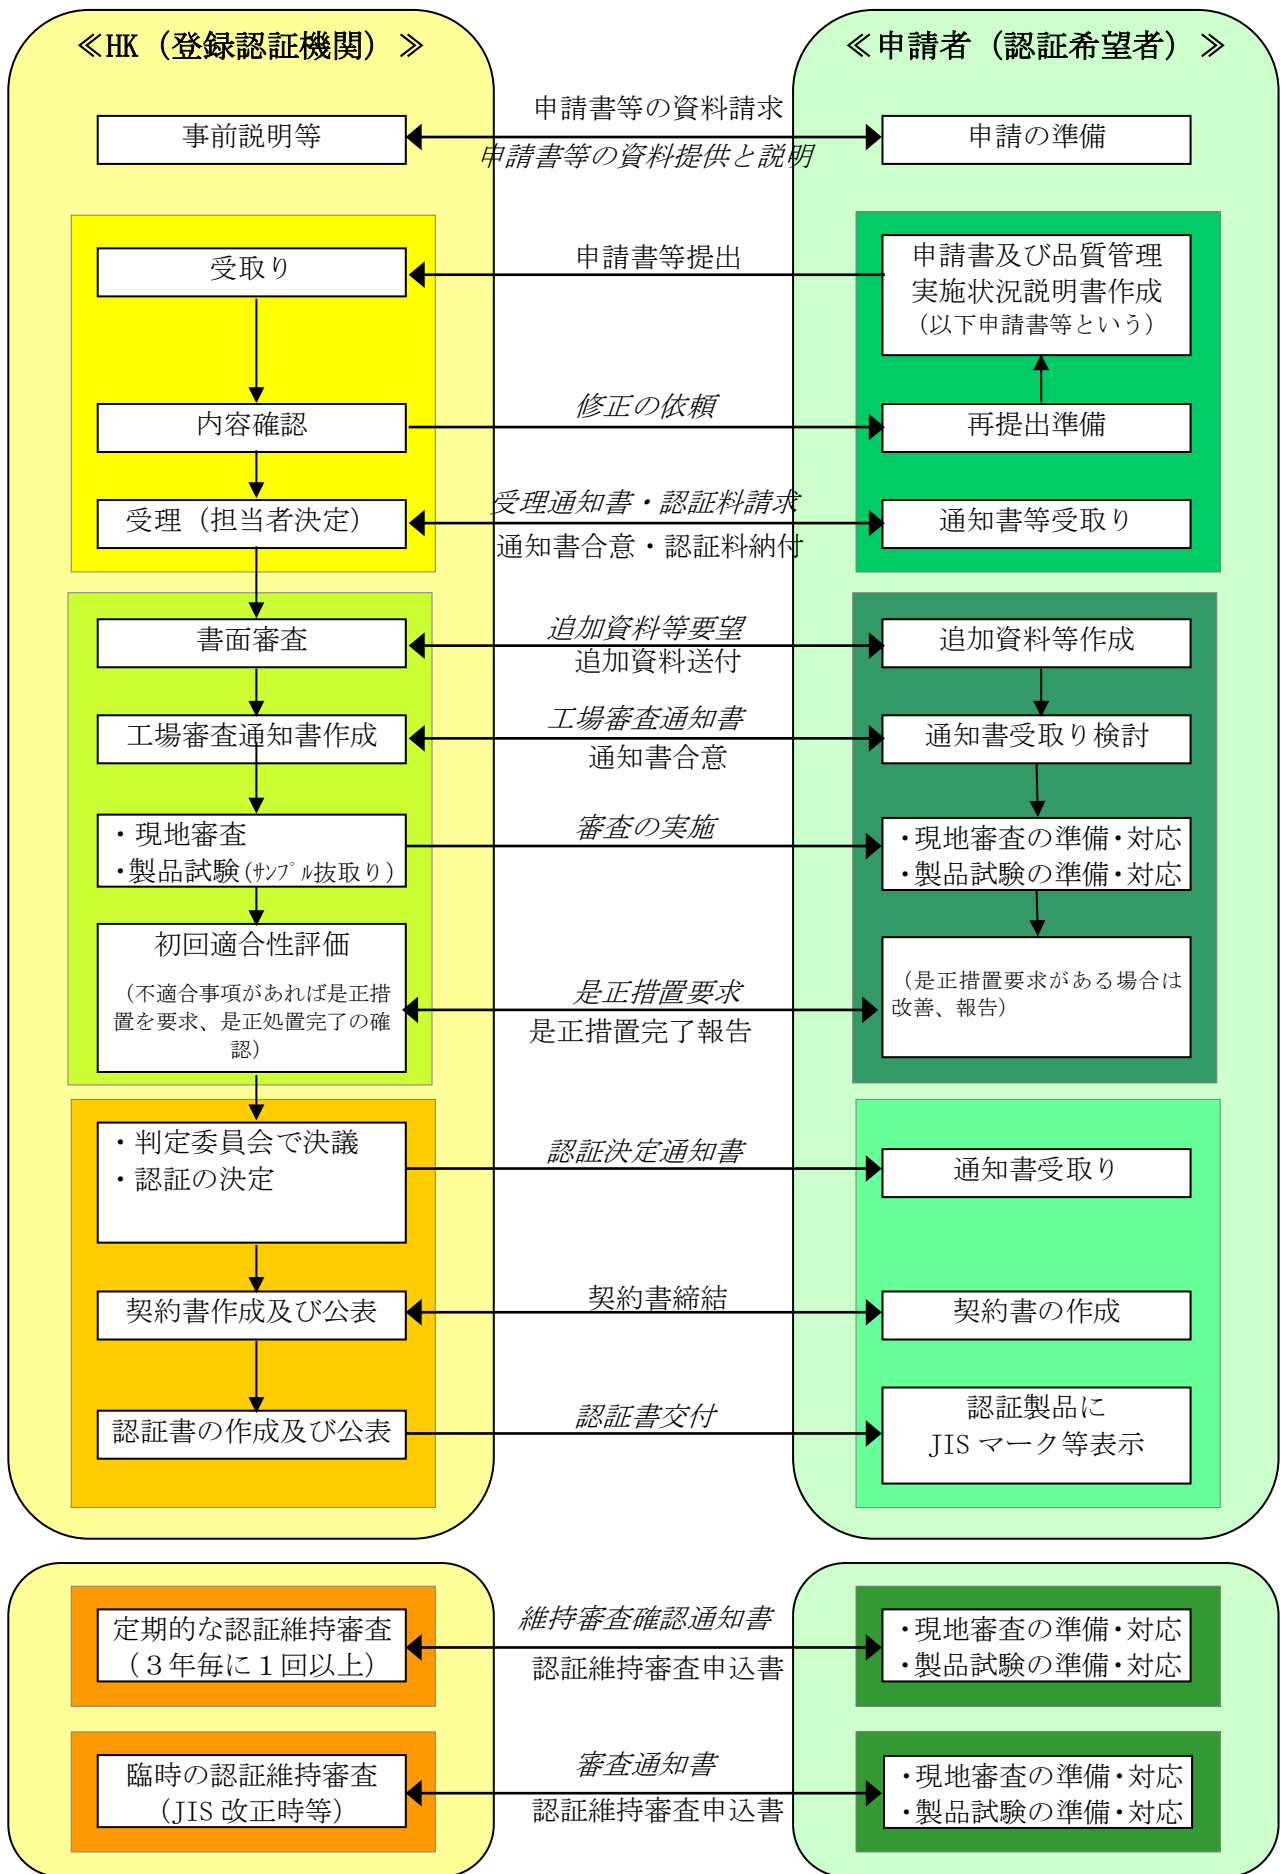 ≪HK（登録認証機関）≫
≪申請者（認証希望者）≫
申請書等の資料請求
事前説明等
申請の準備
申請書等の資料提供と説明
受取り
申請書等提出
申請書及び品質管理
実施状況説明書作成
（以下申請書等という）
内容確認
修正の依頼
再提出準備
受理（担当者決定）
受理通知書・認証料請求
通知書合意・認証料納付
通知書等受取り
書面審査
追加資料等要望
追加資料送付
追加資料等作成
工場審査通知書作成
工場審査通知書
通知書合意
通知書受取り検討
・現地審査
・製品試験(ｻﾝﾌﾟﾙ抜取り)
審査の実施
・現地審査の準備・対応
・製品試験の準備・対応
初回適合性評価
（不適合事項があれば是正措
置を要求、是正処置完了の確
認）
是正措置要求
是正措置完了報告
（是正措置要求がある場合は
改善、報告）
・判定委員会で決議
・認証の決定
認証決定通知書
通知書受取り
契約書作成及び公表
契約書締結
契約書の作成
認証書の作成及び公表
認証書交付
認証製品に
JISマーク等表示
定期的な認証維持審査
（３年毎に１回以上）
維持審査確認通知書
認証維持審査申込書
・現地審査の準備・対応
・製品試験の準備・対応
臨時の認証維持審査
（JIS改正時等）
審査通知書
認証維持審査申込書
・現地審査の準備・対応
・製品試験の準備・対応